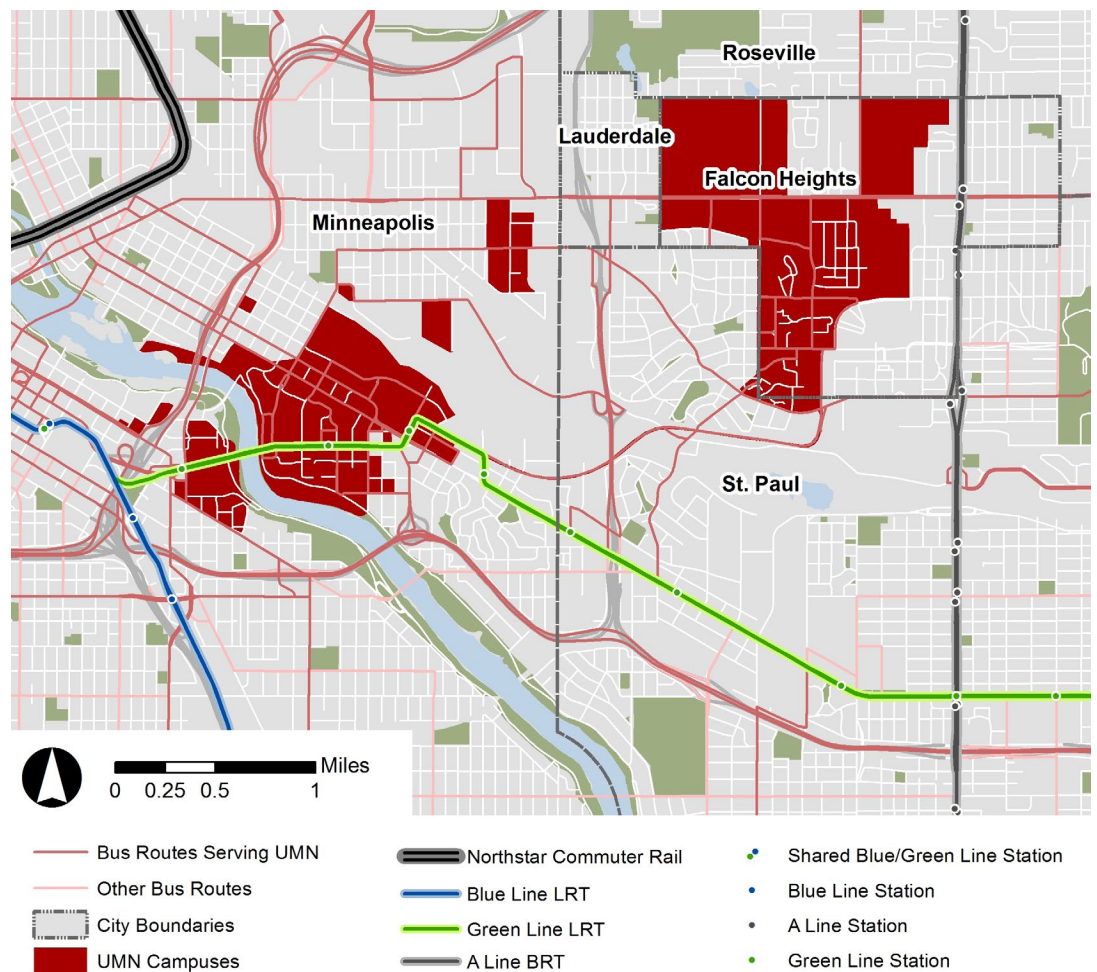 Roseville
Lauderdale
Falcon Heights
Minneapolis
St. Paul
Miles
0 0.25 0.5 1
Bus Routes Serving UMN
Other Bus Routes
City Boundaries
UMN Campuses
Northstar Commuter Rail
Blue Line LRT
Green Line LRT
A Line BRT
Shared Blue/Green Line Station
Blue Line Station
A Line Station
Green Line Station